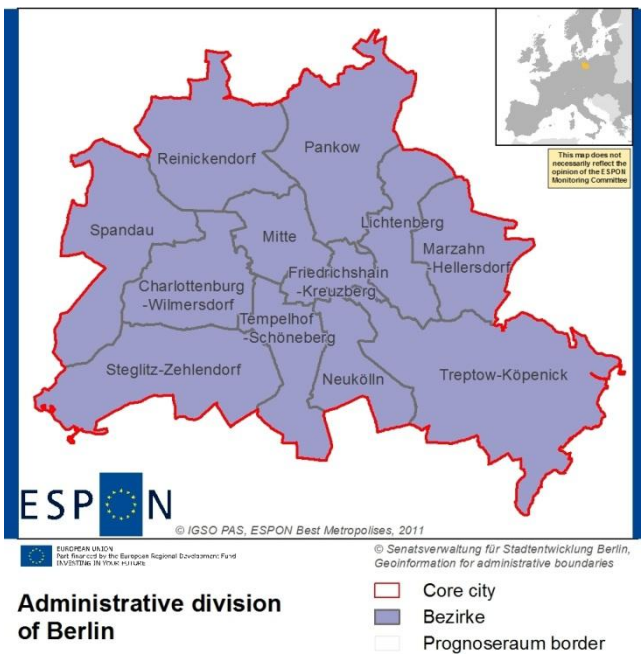 This map does not
necessarily reflect the
opinion of the ESPON
Monitoring Committee
Reinickendorf
Pankow
Lichtenberg
Spandau
Mitte
Marzahn
-Hellersdorf
Charlottenburg
-Wilmersdorf
Friedrichshain
-Kreuzberg
Tempelhof
-Schöneberg
Steglitz-Zehlendorf
Neukölln
Treptow-Köpenick
ESPON
© IGSO PAS, ESPON Best Metropolises, 2011
EUROPEAN UNION
Part financed by the European Regional Development Fund
INVESTING IN YOUR FUTURE
© Senatsverwaltung für Stadtentwicklung Berlin,
Geoinformation for administrative boundaries
Administrative division
of Berlin
Core city
Bezirke
Prognoseraum border